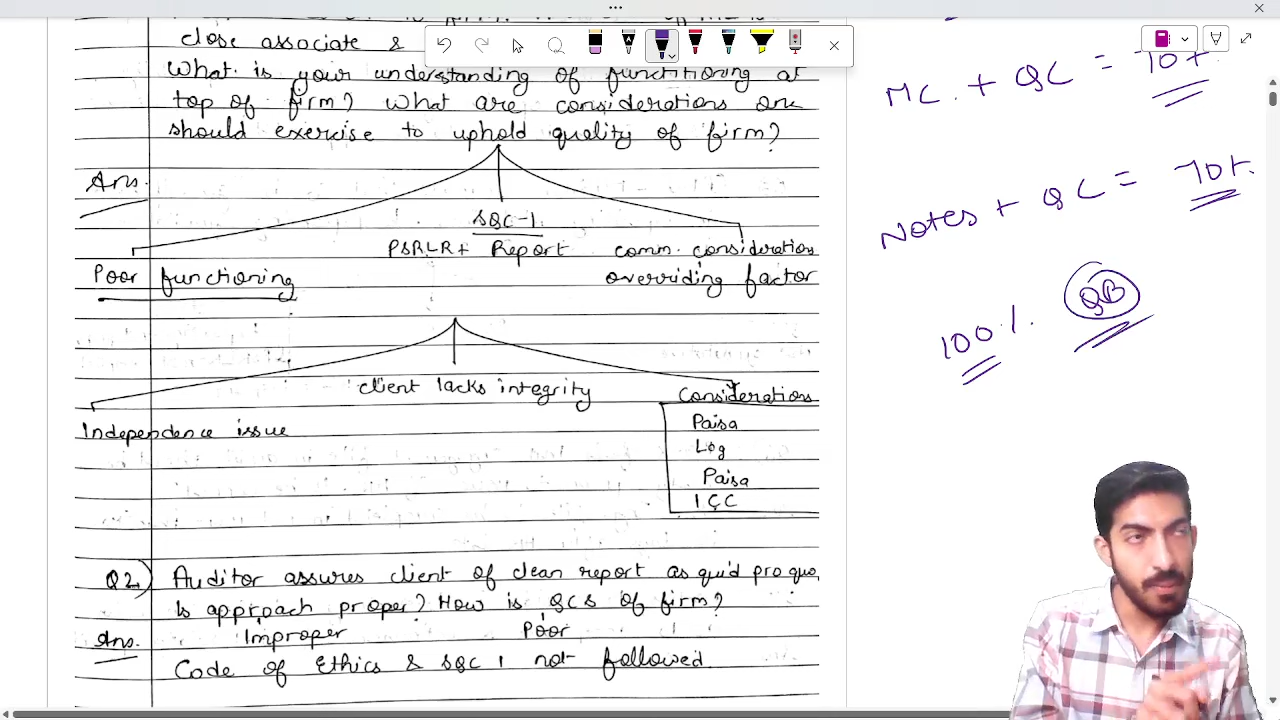 close associate &
What is your understanding of functitioning at
top of firm? What are considerations one
should exercise to uphold quality of firm?
Ans.
SQC-1
PSRLR+ Report
comm. consideration
overriding factor
Poor functioning
client lacks integrity
Considerations
Independence issue
Paisa
Log
Paisa
ICC
Q2.) Auditor assures client of clean report as quid pro quo,
Is approach proper? How is QCS of firm?
Improper
Poor
Ans.
Code of Ethics & SQC 1 not followed
MC. + QC = 70+
Notes + QC = 70+.
100%. QB